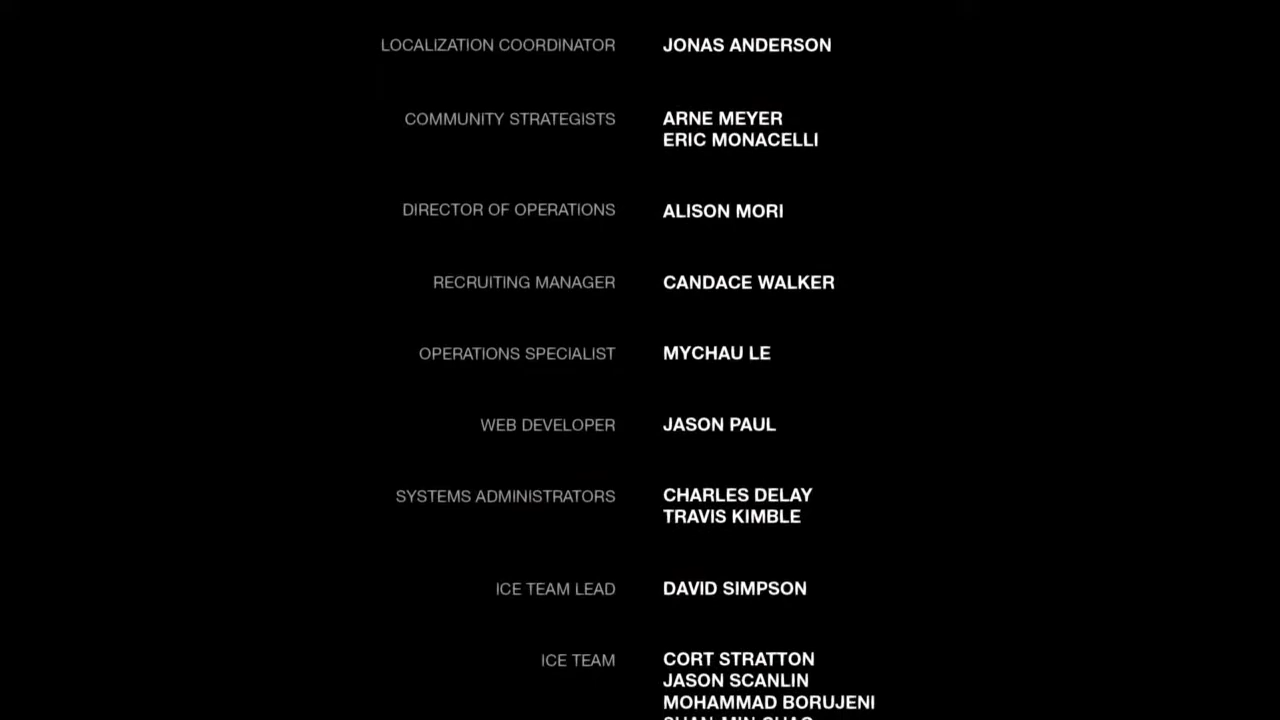 LOCALIZATION COORDINATOR JONAS ANDERSON
COMMUNITY STRATEGISTS ARNE MEYER
ERIC MONACELLI
DIRECTOR OF OPERATIONS ALISON MORI
RECRUITING MANAGER CANDACE WALKER
OPERATIONS SPECIALIST MYCHAU LE
WEB DEVELOPER JASON PAUL
SYSTEMS ADMINISTRATORS CHARLES DELAY
TRAVIS KIMBLE
ICE TEAM LEAD DAVID SIMPSON
ICE TEAM CORT STRATTON
JASON SCANLIN
MOHAMMAD BORUJENI